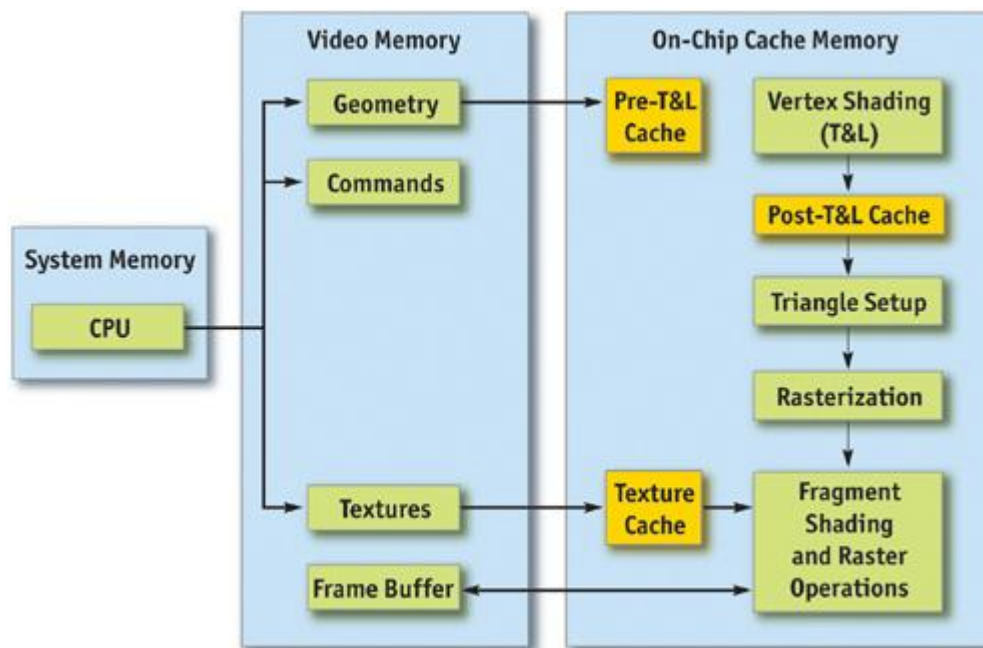 Video Memory
On-Chip Cache Memory
Geometry
Pre-T&L
Cache
Vertex Shading
(T&L)
Commands
Post-T&L Cache
System Memory
CPU
Triangle Setup
Rasterization
Textures
Texture
Cache
Fragment
Shading
and Raster
Operations
Frame Buffer